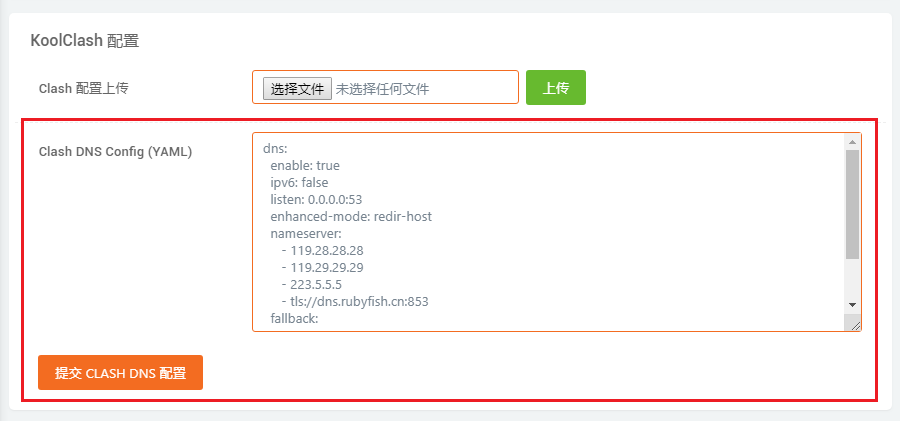 KoolClash 配置
Clash 配置上传
选择文件 未选择任何文件
上传
Clash DNS Config (YAML)
dns:
enable: true
ipv6: false
listen: 0.0.0.0:53
enhanced-mode: redir-host
nameserver:
- 119.28.28.28
- 119.29.29.29
- 223.5.5.5
- tls://dns.rubyfish.cn:853
fallback:
提交 CLASH DNS 配置